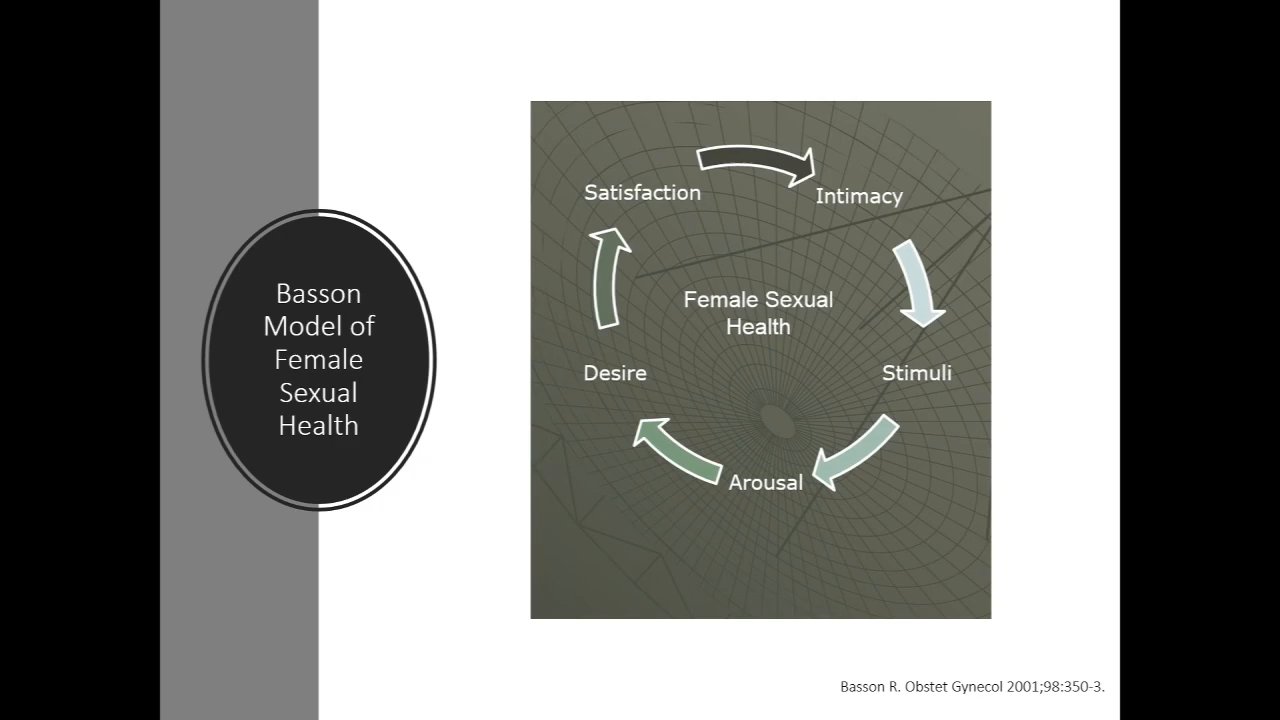 Basson
Model of
Female
Sexual
Health
Satisfaction
Intimacy
Female Sexual
Health
Desire
Stimuli
Arousal
Basson R. Obstet Gynecol 2001;98:350-3.